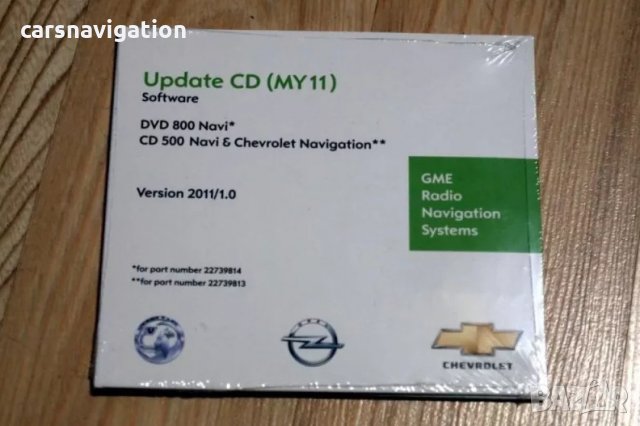 carsnavigation
Update CD (MY11)
Software
DVD 800 Navi*
CD 500 Navi & Chevrolet Navigation**
GME
Radio
Navigation
Systems
Version 2011/1.0
*for part number 22739814
**for part number 22739813
CHEVROLET
BAZAR